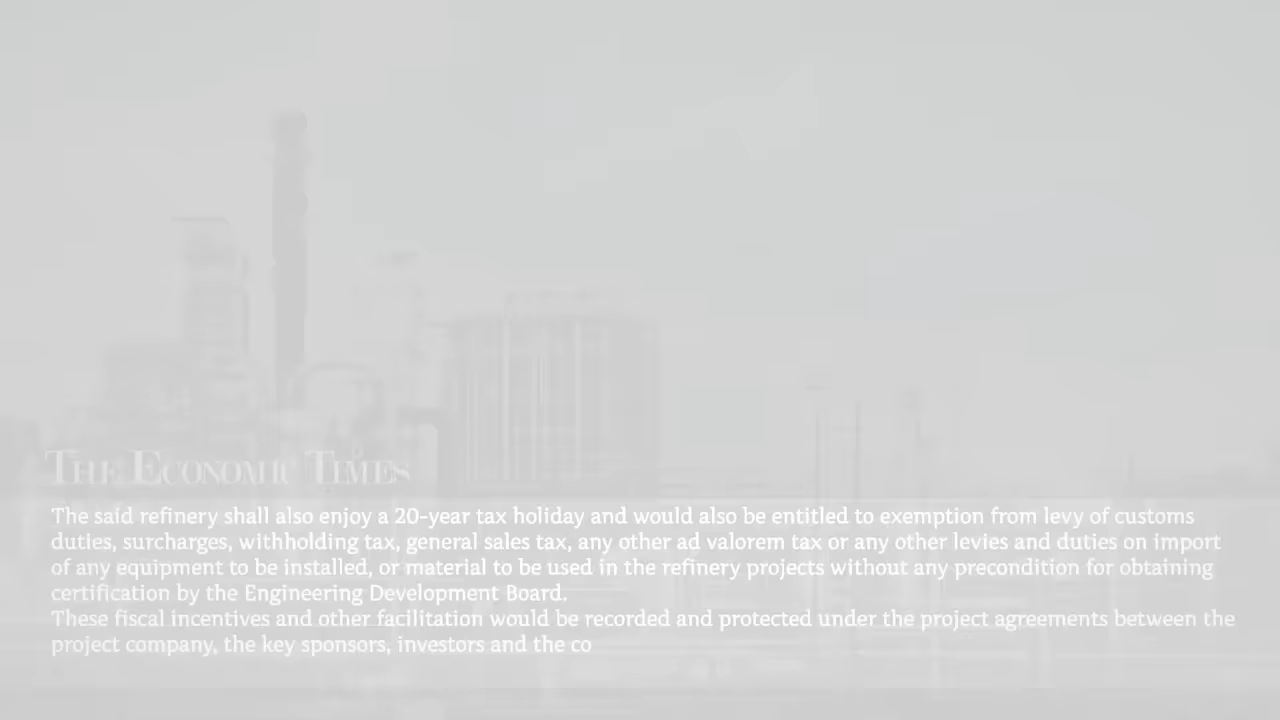 THE ECONOMIC TIMES
The said refinery shall also enjoy a 20-year tax holiday and would also be entitled to exemption from levy of customs
duties, surcharges, withholding tax, general sales tax, any other ad valorem tax or any other levies and duties on import
of any equipment to be installed, or material to be used in the refinery projects without any precondition for obtaining
certification by the Engineering Development Board.
These fiscal incentives and other facilitation would be recorded and protected under the project agreements between the
project company, the key sponsors, investors and the co